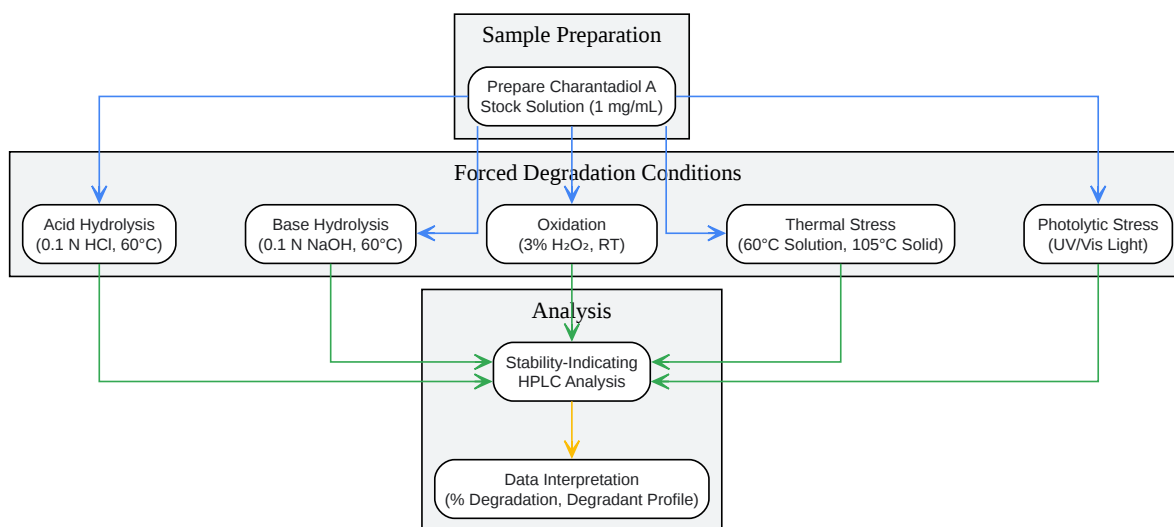 Sample Preparation
Prepare Charantadiol A
Stock Solution (1 mg/mL)
Forced Degradation Conditions
Acid Hydrolysis
(0.1 N HCl, 60°C)
Base Hydrolysis
(0.1 N NaOH, 60°C)
Oxidation
(3% H₂O₂, RT)
Thermal Stress
(60°C Solution, 105°C Solid)
Photolytic Stress
(UV/Vis Light)
Analysis
Stability-Indicating
HPLC Analysis
Data Interpretation
(% Degradation, Degradant Profile)